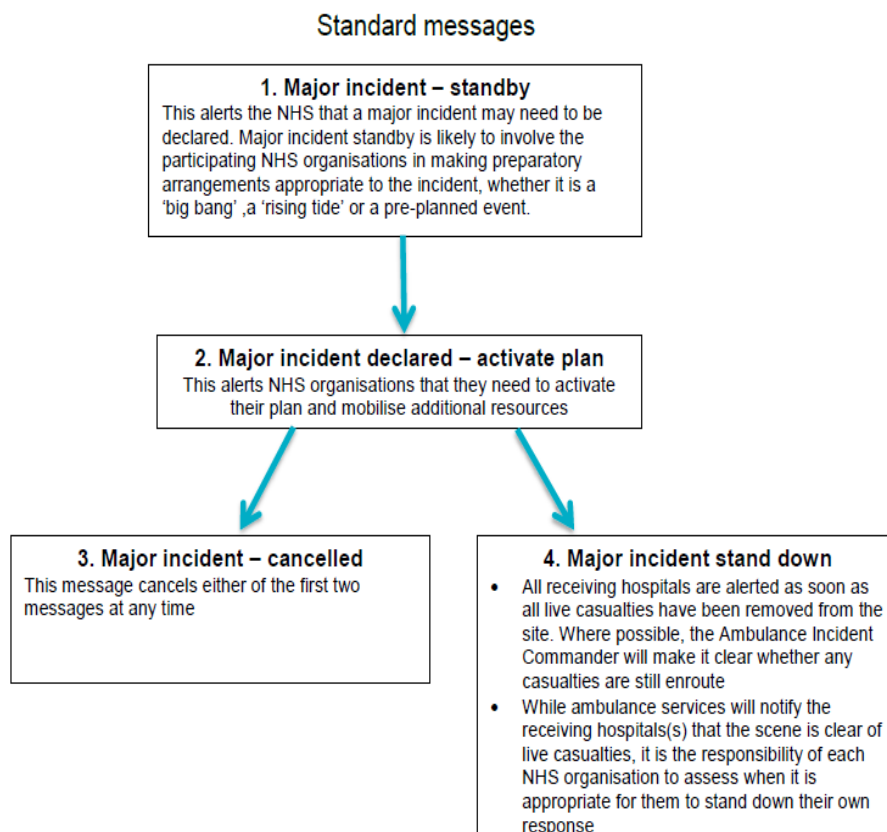 Standard messages
1. Major incident – standby
This alerts the NHS that a major incident may need to be
declared. Major incident standby is likely to involve the
participating NHS organisations in making preparatory
arrangements appropriate to the incident, whether it is a
‘big bang’ ,a ‘rising tide’ or a pre-planned event.
2. Major incident declared – activate plan
This alerts NHS organisations that they need to activate
their plan and mobilise additional resources
3. Major incident – cancelled
This message cancels either of the first two
messages at any time
4. Major incident stand down
• All receiving hospitals are alerted as soon as
all live casualties have been removed from the
site. Where possible, the Ambulance Incident
Commander will make it clear whether any
casualties are still enroute
• While ambulance services will notify the
receiving hospitals(s) that the scene is clear of
live casualties, it is the responsibility of each
NHS organisation to assess when it is
appropriate for them to stand down their own
response